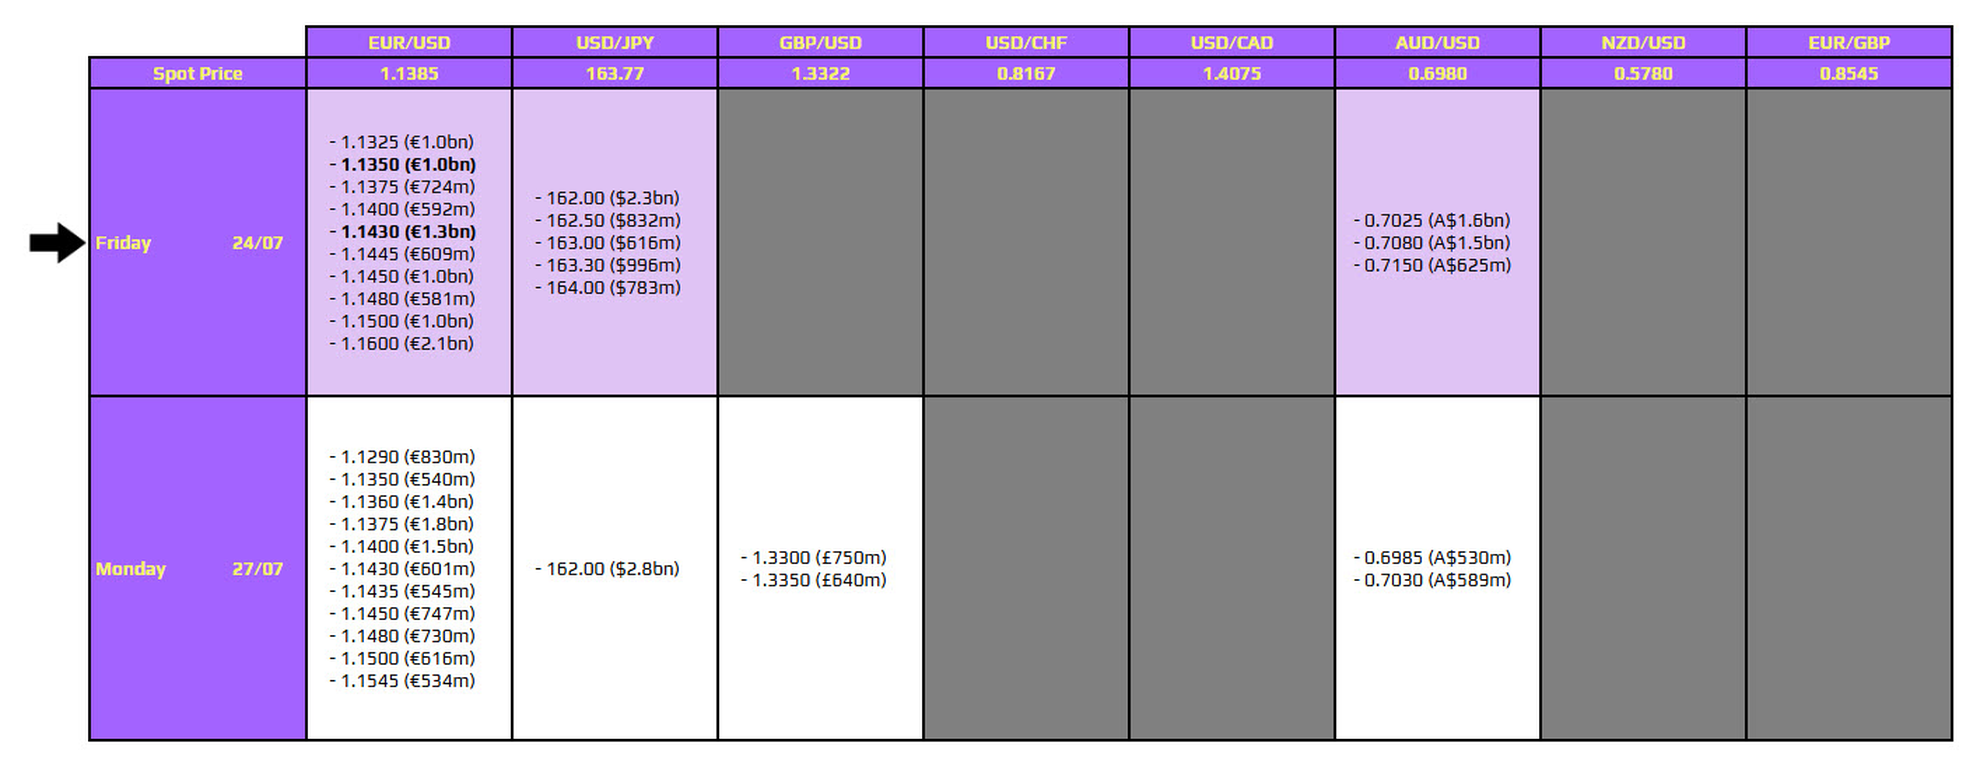 EUR/USD USD/JPY GBP/USD USD/CHF USD/CAD AUD/USD NZD/USD EUR/GBP
Spot Price 1.1385 163.77 1.3322 0.8167 1.4075 0.6980 0.5780 0.8545
Friday 24/07
- 1.1325 (€1.0bn)
- 1.1350 (€1.0bn)
- 1.1375 (€724m)
- 1.1400 (€592m)
- 1.1430 (€1.3bn)
- 1.1445 (€609m)
- 1.1450 (€1.0bn)
- 1.1480 (€581m)
- 1.1500 (€1.0bn)
- 1.1600 (€2.1bn)
- 162.00 ($2.3bn)
- 162.50 ($832m)
- 163.00 ($616m)
- 163.30 ($996m)
- 164.00 ($783m)
- 0.7025 (A$1.6bn)
- 0.7080 (A$1.5bn)
- 0.7150 (A$625m)
Monday 27/07
- 1.1290 (€830m)
- 1.1350 (€540m)
- 1.1360 (€1.4bn)
- 1.1375 (€1.8bn)
- 1.1400 (€1.5bn)
- 1.1430 (€601m)
- 1.1435 (€545m)
- 1.1450 (€747m)
- 1.1480 (€730m)
- 1.1500 (€616m)
- 1.1545 (€534m)
- 162.00 ($2.8bn)
- 1.3300 (£750m)
- 1.3350 (£640m)
- 0.6985 (A$530m)
- 0.7030 (A$589m)